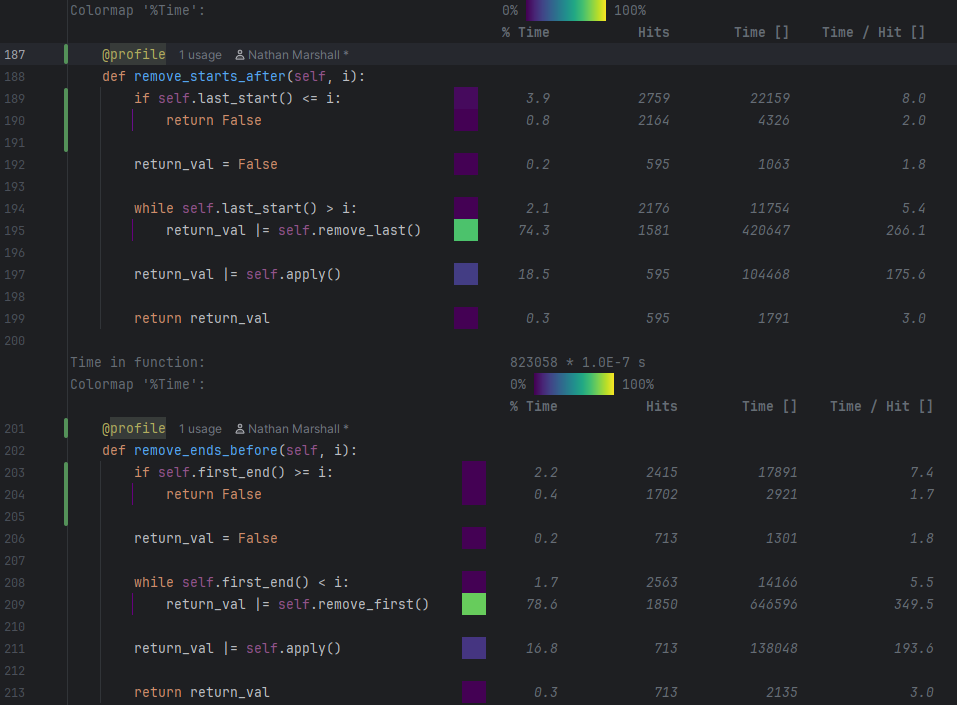 Colormap '%Time': 0% 100%
% Time Hits Time [] Time / Hit []
187 @profile 1 usage Nathan Marshall *
188 def remove_starts_after(self, i):
189 if self.last_start() <= i: 3.9 2759 22159 8.0
190 return False 0.8 2164 4326 2.0
191
192 return_val = False 0.2 595 1063 1.8
193
194 while self.last_start() > i: 2.1 2176 11754 5.4
195 return_val |= self.remove_last() 74.3 1581 420647 266.1
196
197 return_val |= self.apply() 18.5 595 104468 175.6
198
199 return return_val 0.3 595 1791 3.0
200
Time in function: 823058 * 1.0E-7 s
Colormap '%Time': 0% 100%
% Time Hits Time [] Time / Hit []
201 @profile 1 usage Nathan Marshall *
202 def remove_ends_before(self, i):
203 if self.first_end() >= i: 2.2 2415 17891 7.4
204 return False 0.4 1702 2921 1.7
205
206 return_val = False 0.2 713 1301 1.8
207
208 while self.first_end() < i: 1.7 2563 14166 5.5
209 return_val |= self.remove_first() 78.6 1850 646596 349.5
210
211 return_val |= self.apply() 16.8 713 138048 193.6
212
213 return return_val 0.3 713 2135 3.0